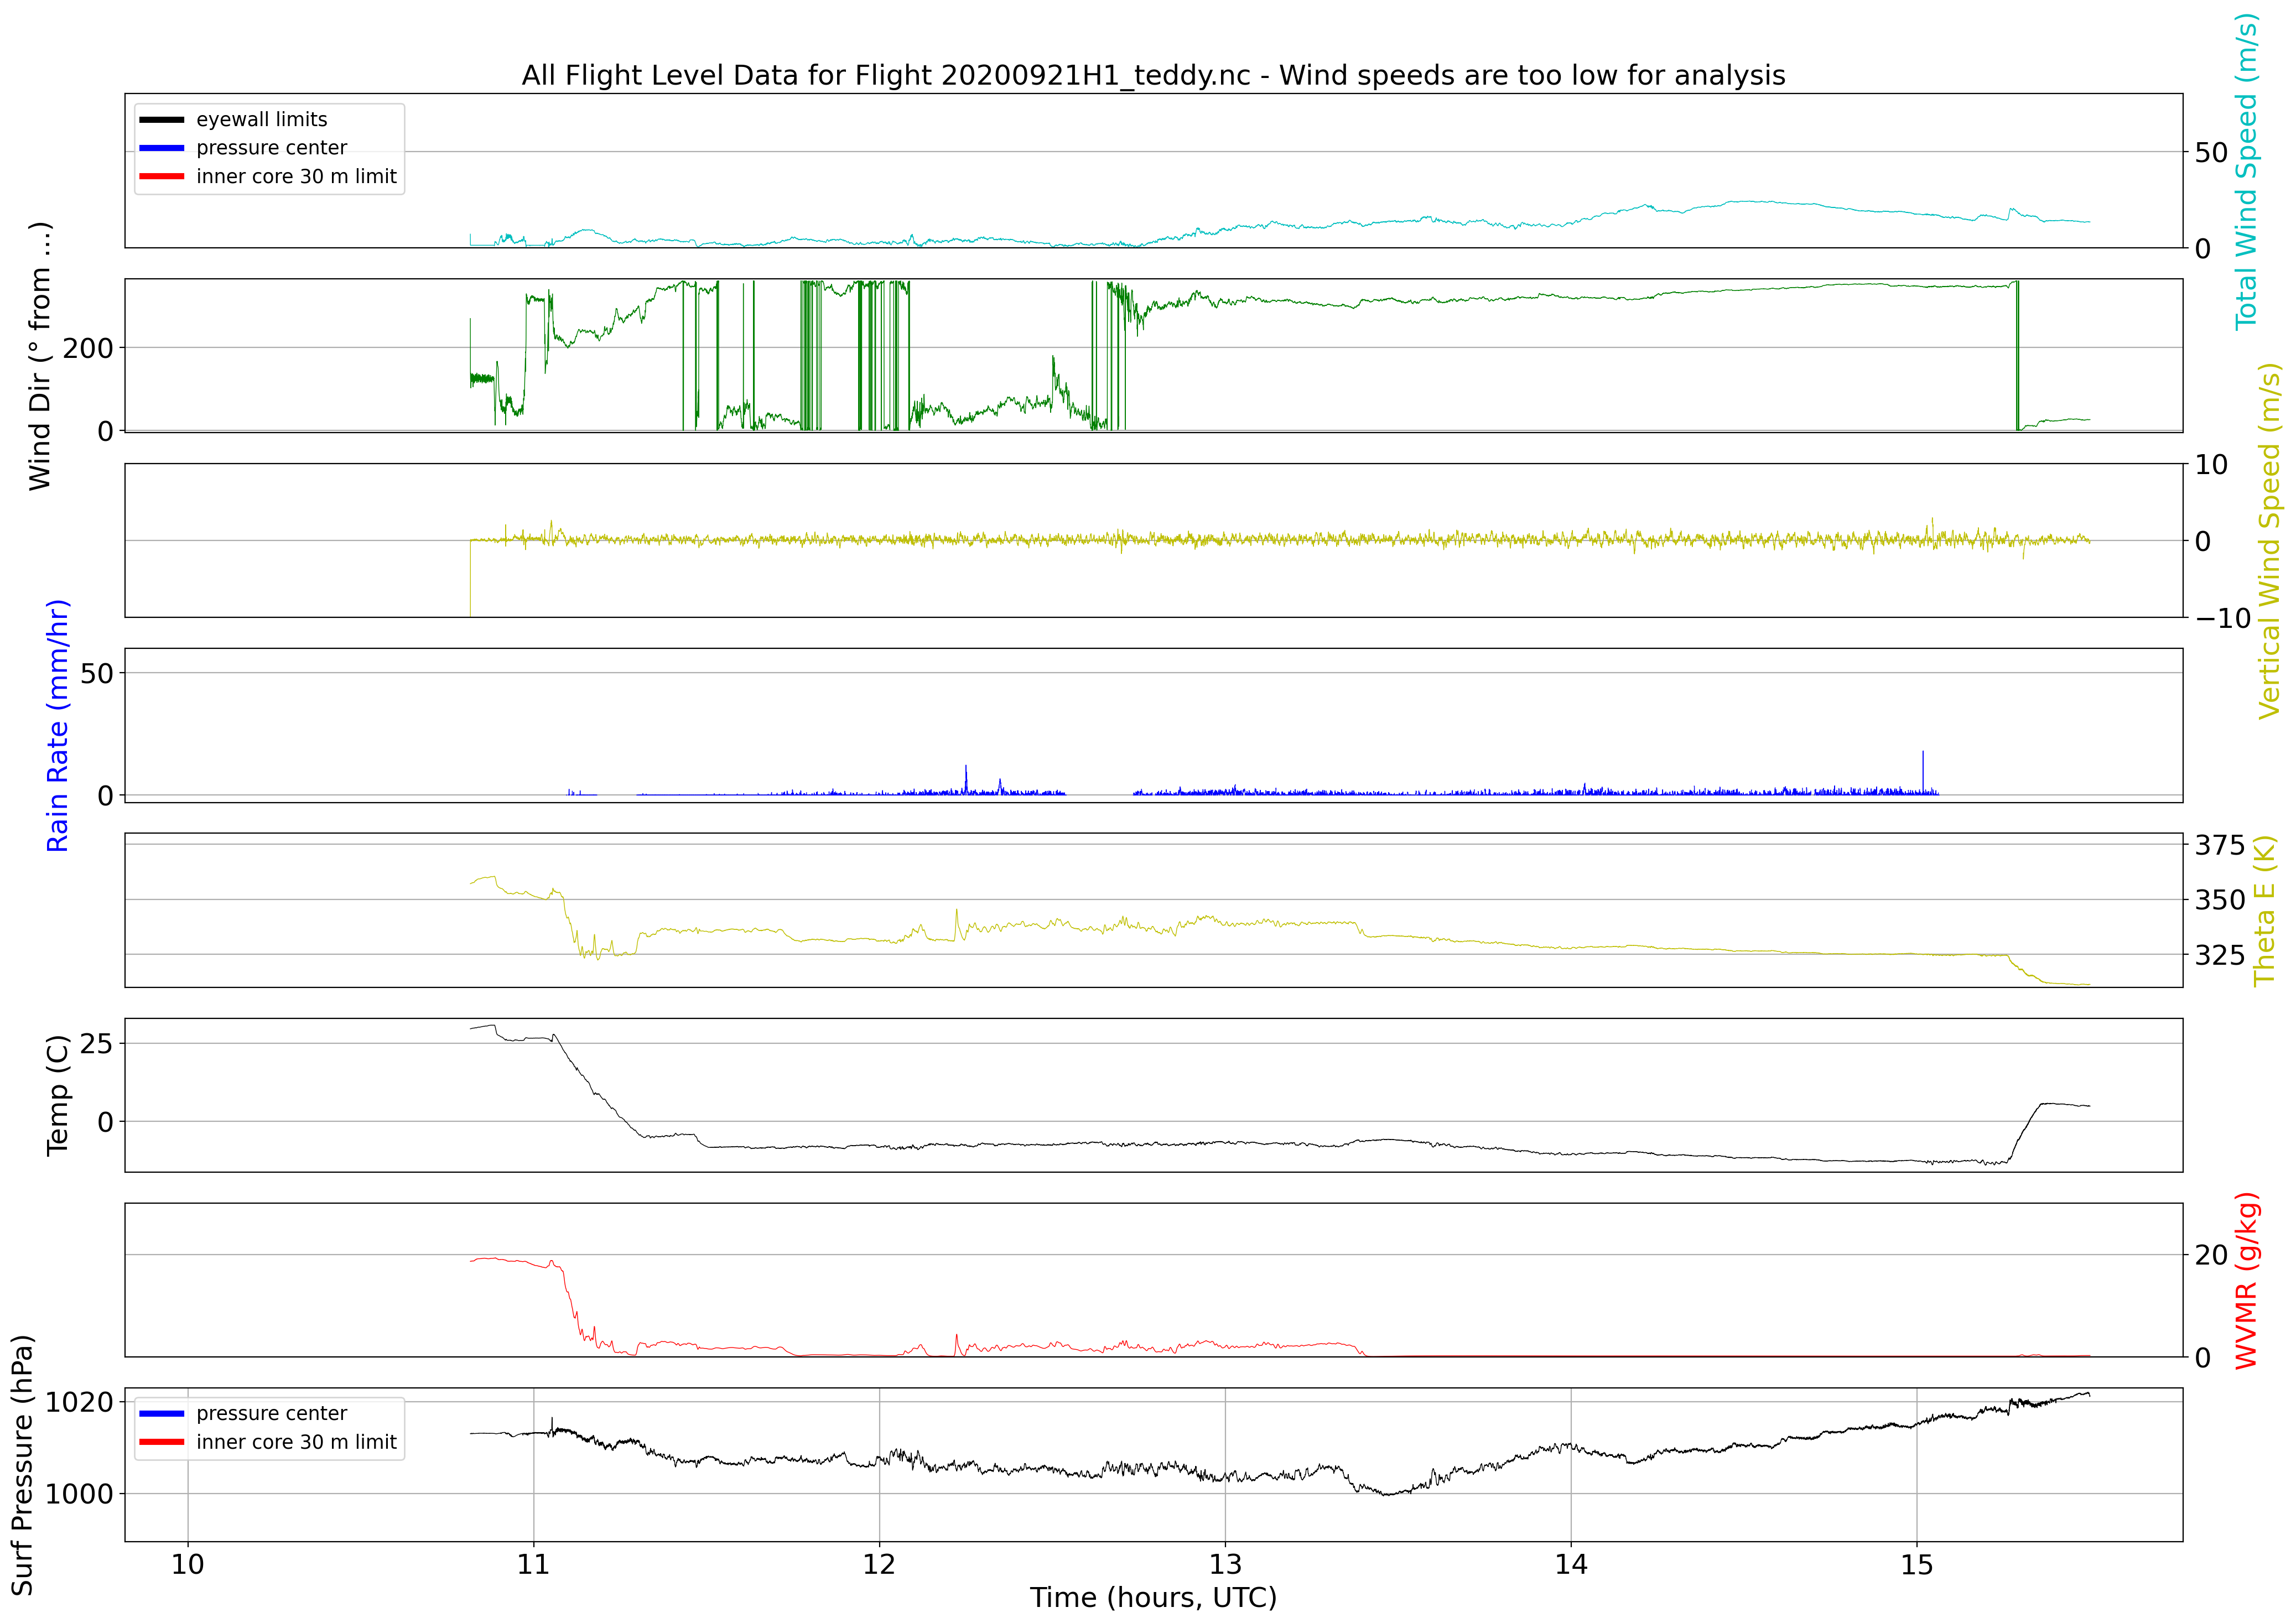 All Flight Level Data for Flight 20200921H1_teddy.nc - Wind speeds are too low for analysis
eyewall limits
pressure center
inner core 30 m limit
50
0
Total Wind Speed (m/s)
Wind Dir (° from ...)
200
0
10
0
−10
Vertical Wind Speed (m/s)
Rain Rate (mm/hr)
50
0
375
350
325
Theta E (K)
Temp (C)
25
0
20
0
WVMR (g/kg)
Surf Pressure (hPa)
1020
1000
pressure center
inner core 30 m limit
10 11 12 13 14 15
Time (hours, UTC)